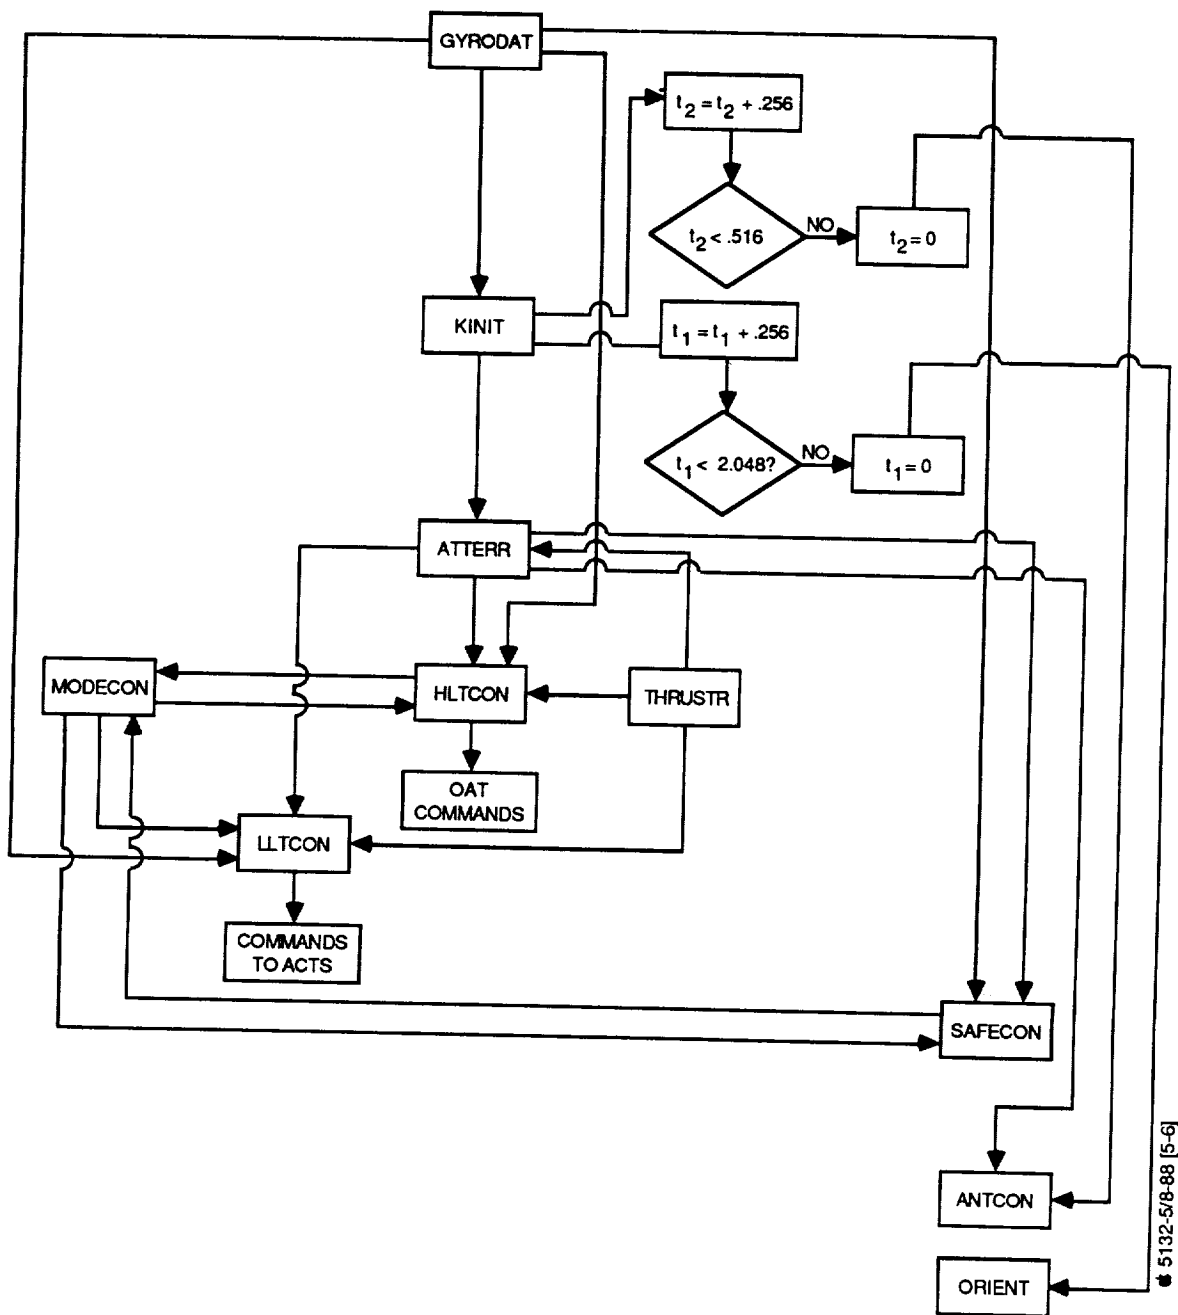 GYRODAT
t2 = t2 + .256
t2 < .516
NO
t2 = 0
KINIT
t1 = t1 + .256
t1 < 2.048?
NO
t1 = 0
ATTERR
MODECON
HLTCON
THRUSTR
OAT
COMMANDS
LLTCON
COMMANDS
TO ACTS
SAFECON
ANTCON
ORIENT
5132-5/8-88 [5-6]